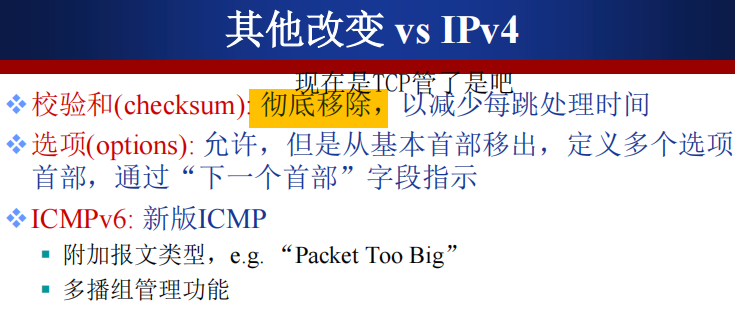 其他改变 vs IPv4
现在是TCP管了是吧
校验和(checksum): 彻底移除，以减少每跳处理时间
选项(options): 允许，但是从基本首部移出，定义多个选项
首部，通过“下一个首部”字段指示
ICMPv6: 新版ICMP
附加报文类型，e.g. “Packet Too Big”
多播组管理功能